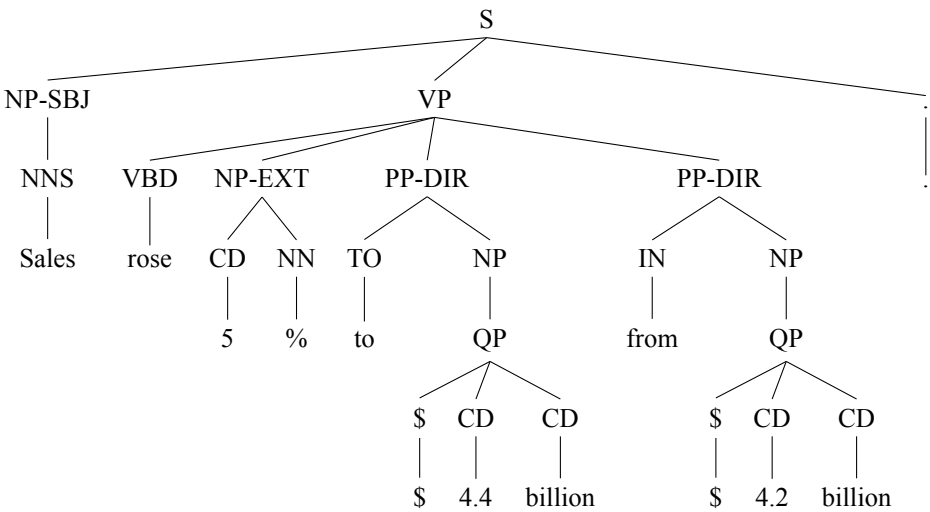 S
NP-SBJ VP .
NNS VBD NP-EXT PP-DIR PP-DIR .
Sales rose CD NN TO NP IN NP
5 % to QP from QP
$ CD CD $ CD CD
$ 4.4 billion $ 4.2 billion